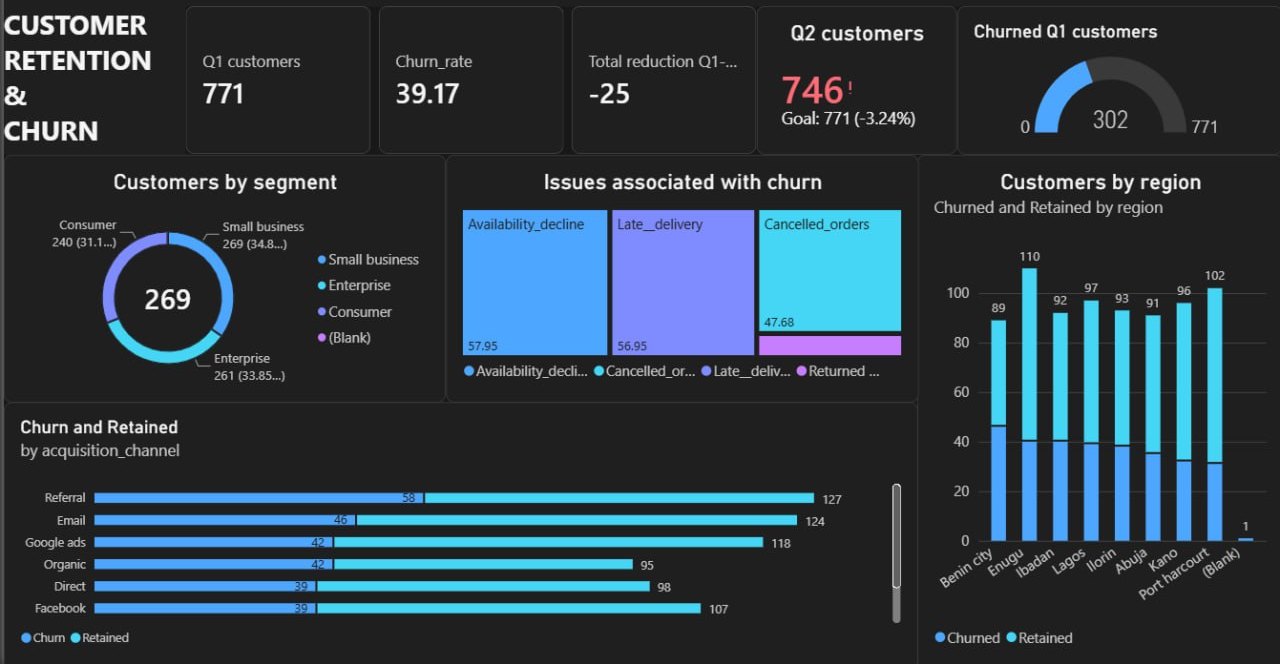 CUSTOMER
RETENTION
&
CHURN
Q1 customers
771
Churn_rate
39.17
Total reduction Q1-...
-25
Q2 customers
746!
Goal: 771 (-3.24%)
Churned Q1 customers
0
302
771
Customers by segment
Consumer
240 (31.1...)
Small business
269 (34.8...)
269
Enterprise
261 (33.85...)
Small business
Enterprise
Consumer
(Blank)
Issues associated with churn
Availability_decline
57.95
Late__delivery
56.95
Cancelled_orders
47.68
Availability_decli...
Cancelled_or...
Late__deliv...
Returned ...
Customers by region
Churned and Retained by region
100
80
60
40
20
0
89
110
92
97
93
91
96
102
1
Benin city
Enugu
Ibadan
Lagos
Ilorin
Abuja
Kano
Port harcourt
(Blank)
Churned
Retained
Churn and Retained
by acquisition_channel
Referral 58 127
Email 46 124
Google ads 42 118
Organic 42 95
Direct 39 98
Facebook 39 107
Churn
Retained